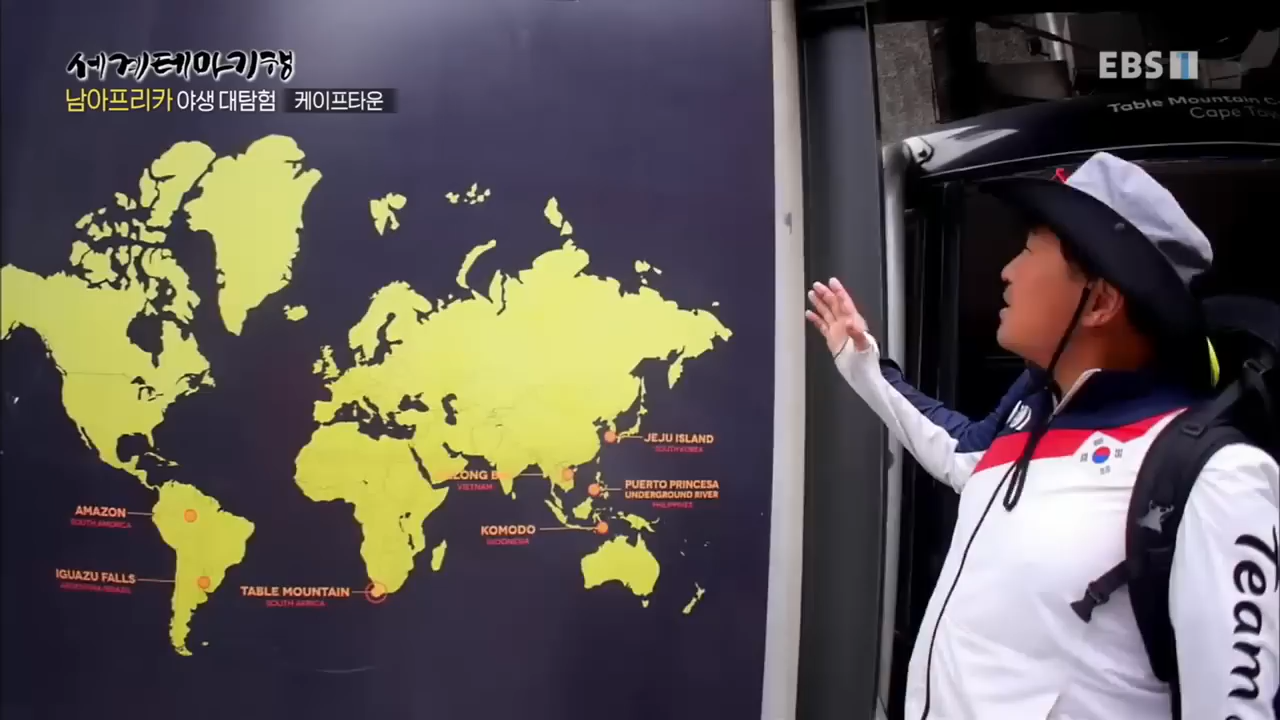 세계테마기행
남아프리카 야생 대탐험 케이프타운
EBS 1
Table Mountain
Cape
JEJU ISLAND
SOUTH KOREA
VIETNAM
PUERTO PRINCESA
UNDERGROUND RIVER
PHILIPPINES
AMAZON
SOUTH AMERICA
KOMODO
INDONESIA
IGUAZU FALLS
ARGENTINA/BRAZIL
TABLE MOUNTAIN
SOUTH AFRICA
Team